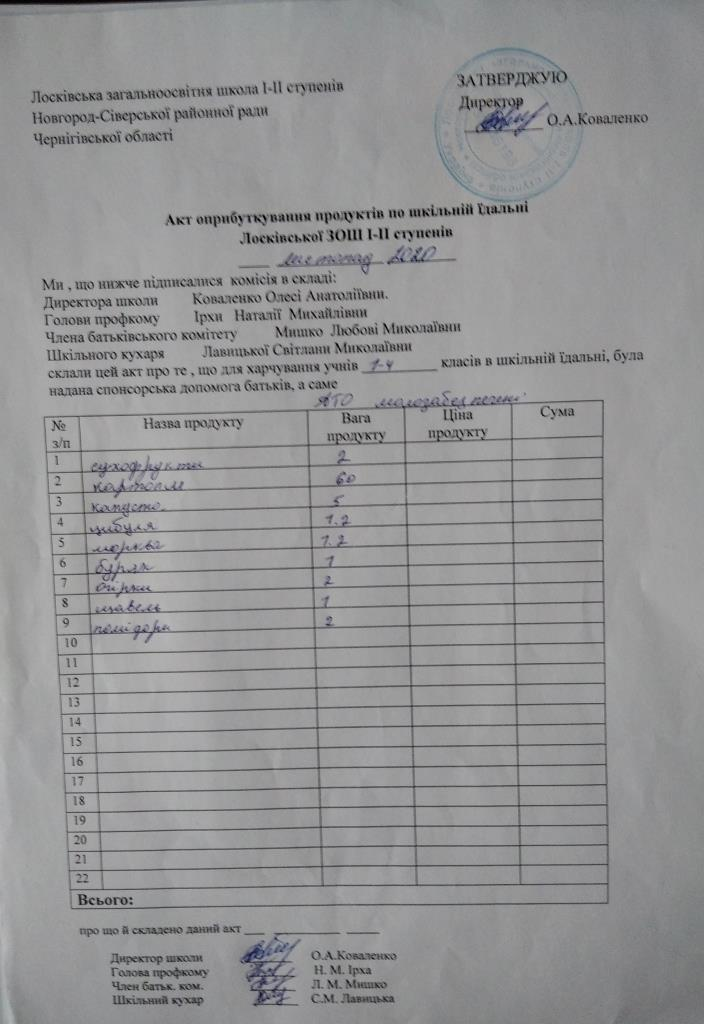 Лосківська загальноосвітня школа І-ІІ ступенів
Новгород-Сіверської районної ради
Чернігівської області
ЗАТВЕРДЖУЮ
Директор
О.А.Коваленко
Акт оприбуткування продуктів по шкільній їдальні
Лосківської ЗОШ І-ІІ ступенів
листопад 2020
Ми , що нижче підписалися комісія в складі:
Директора школи Коваленко Олесі Анатоліївни.
Голови профкому Ірхи Наталії Михайлівни
Члена батьківського комітету Мишко Любові Миколаївни
Шкільного кухаря Лавицької Світлани Миколаївни
склали цей акт про те , що для харчування учнів 1-4 класів в шкільній їдальні, була
надана спонсорська допомога батьків, а саме
АТО малозабезпечені
№ з/п Назва продукту Вага продукту Ціна продукту Сума
1 сухофрукти 2
2 картопля 60
3 капуста 5
4 цибуля 1.2
5 морква 1.2
6 буряк 1
7 огірки 2
8 щавель 1
9 помідори 2
10
11
12
13
14
15
16
17
18
19
20
21
22
Всього:
про що й складено даний акт
Директор школи О.А.Коваленко
Голова профкому Н. М. Ірха
Член батьк. ком. Л. М. Мишко
Шкільний кухар С.М. Лавицька